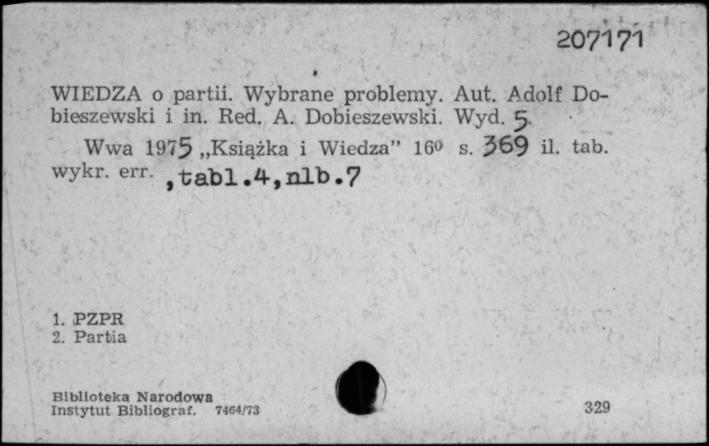 207171
WIEDZA o partii. Wybrane problemy. Aut. Adolf Do-
bieszewski i in. Red. A. Dobieszewski. Wyd. 5.
Wwa 1975 „Książka i Wiedza” 16⁰ s. 369 il. tab.
wykr. err. , tabl.4, nlb.7
1. PZPR
2. Partia
Biblioteka Narodowa
Instytut Bibliograf. 7464/73
329